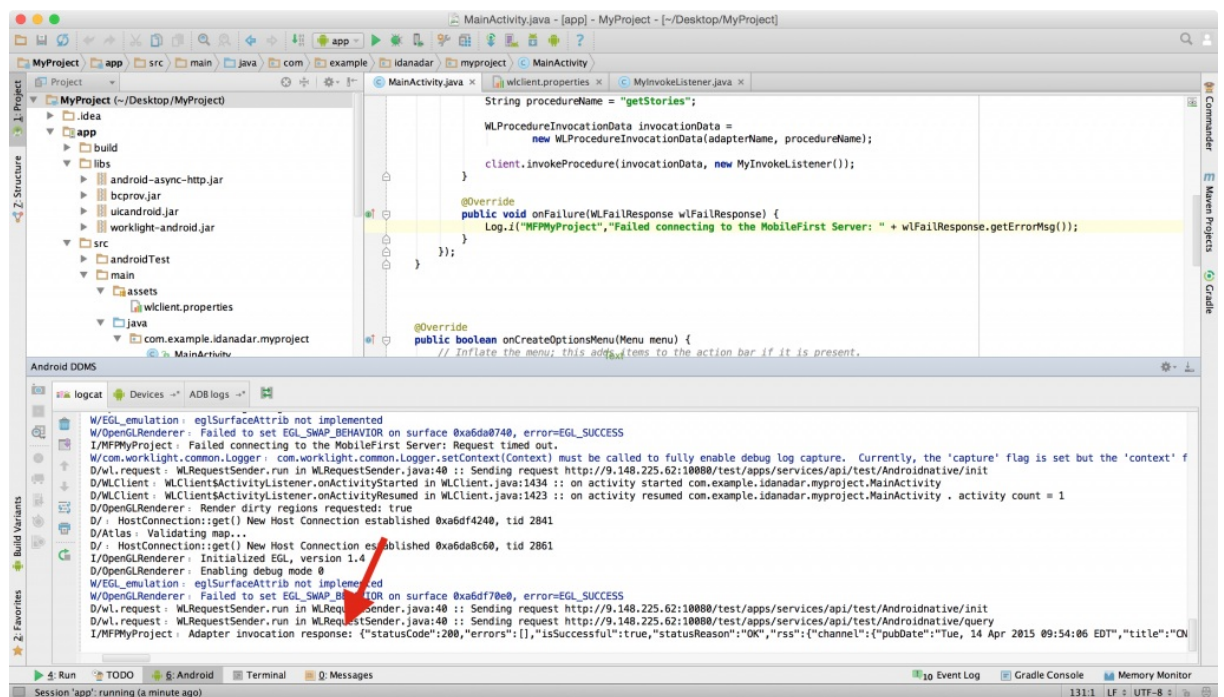 MainActivity.java - [app] - MyProject - [~/Desktop/MyProject]
app
MyProject app src main java com example idanadar myproject MainActivity
Project
MainActivity.java × wlclient.properties × MyInvokeListener.java ×
1: Project
Z: Structure
Build Variants
2: Favorites
MyProject (~/Desktop/MyProject)
.idea
app
build
libs
android-async-http.jar
bcprov.jar
uicandroid.jar
worklight-android.jar
src
androidTest
main
assets
wlclient.properties
java
com.example.idanadar.myproject
MainActivity
String procedureName = "getStories";
WLProcedureInvocationData invocationData =
new WLProcedureInvocationData(adapterName, procedureName);
client.invokeProcedure(invocationData, new MyInvokeListener());
}
@Override
public void onFailure(WLFailResponse wlFailResponse) {
Log.i("MFPMyProject","Failed connecting to the MobileFirst Server: " + wlFailResponse.getErrorMsg());
}
});
}
@Override
public boolean onCreateOptionsMenu(Menu menu) {
// Inflate the menu; this adds items to the action bar if it is present.
Text
Commander
Maven Projects
Gradle
Android DDMS
logcat Devices ADB logs
W/EGL_emulation﹕ eglSurfaceAttrib not implemented
W/OpenGLRenderer﹕ Failed to set EGL_SWAP_BEHAVIOR on surface 0xa6da0740, error=EGL_SUCCESS
I/MFPMyProject﹕ Failed connecting to the MobileFirst Server: Request timed out.
W/com.worklight.common.Logger﹕ com.worklight.common.Logger.setContext(Context) must be called to fully enable debug log capture. Currently, the 'capture' flag is set but the 'context' f
D/wl.request﹕ WLRequestSender.run in WLRequestSender.java:40 :: Sending request http://9.148.225.62:10080/test/apps/services/api/test/Androidnative/init
D/WLClient﹕ WLClient$ActivityListener.onActivityStarted in WLClient.java:1434 :: on activity started com.example.idanadar.myproject.MainActivity
D/WLClient﹕ WLClient$ActivityListener.onActivityResumed in WLClient.java:1423 :: on activity resumed com.example.idanadar.myproject.MainActivity . activity count = 1
D/OpenGLRenderer﹕ Render dirty regions requested: true
D/﹕ HostConnection::get() New Host Connection established 0xa6df4240, tid 2841
D/Atlas﹕ Validating map...
D/﹕ HostConnection::get() New Host Connection established 0xa6da8c60, tid 2861
I/OpenGLRenderer﹕ Initialized EGL, version 1.4
D/OpenGLRenderer﹕ Enabling debug mode 0
W/EGL_emulation﹕ eglSurfaceAttrib not implemented
W/OpenGLRenderer﹕ Failed to set EGL_SWAP_BEHAVIOR on surface 0xa6df70e0, error=EGL_SUCCESS
D/wl.request﹕ WLRequestSender.run in WLRequestSender.java:40 :: Sending request http://9.148.225.62:10080/test/apps/services/api/test/Androidnative/init
D/wl.request﹕ WLRequestSender.run in WLRequestSender.java:40 :: Sending request http://9.148.225.62:10080/test/apps/services/api/test/Androidnative/query
I/MFPMyProject﹕ Adapter invocation response: {"statusCode":200,"errors":[],"isSuccessful":true,"statusReason":"OK","rss":{"channel":{"pubDate":"Tue, 14 Apr 2015 09:54:06 EDT","title":"CN
4: Run TODO 6: Android Terminal 0: Messages 10 Event Log Gradle Console Memory Monitor
Session 'app': running (a minute ago) 131:1 LF UTF-8